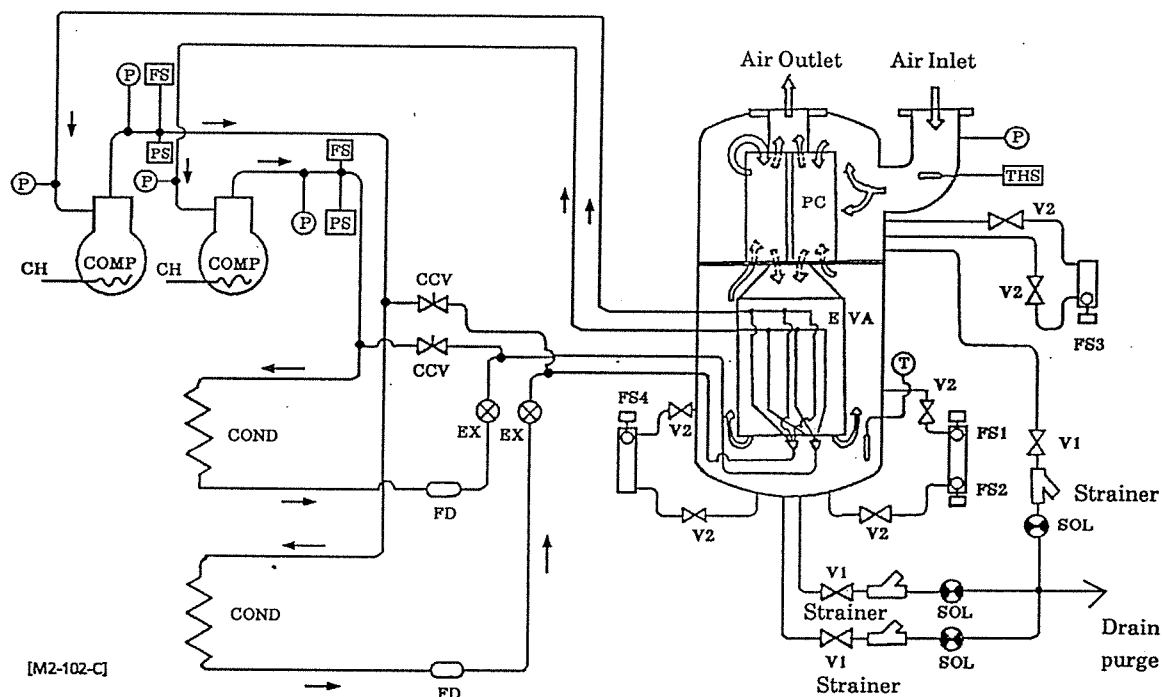 Air Outlet
Air Inlet
P
FS
P
PS
FS
THS
P
P
PS
P
PC
V2
CH
COMP
CH
COMP
CCV
V2
EVA
FS3
CCV
T
V2
FS4
V2
COND
EX
EX
FS1
V1
FS2
Strainer
FD
V2
V2
SOL
V1
COND
Strainer
SOL
Drain
purge
V1
SOL
Strainer
[M2-102-C]
FD